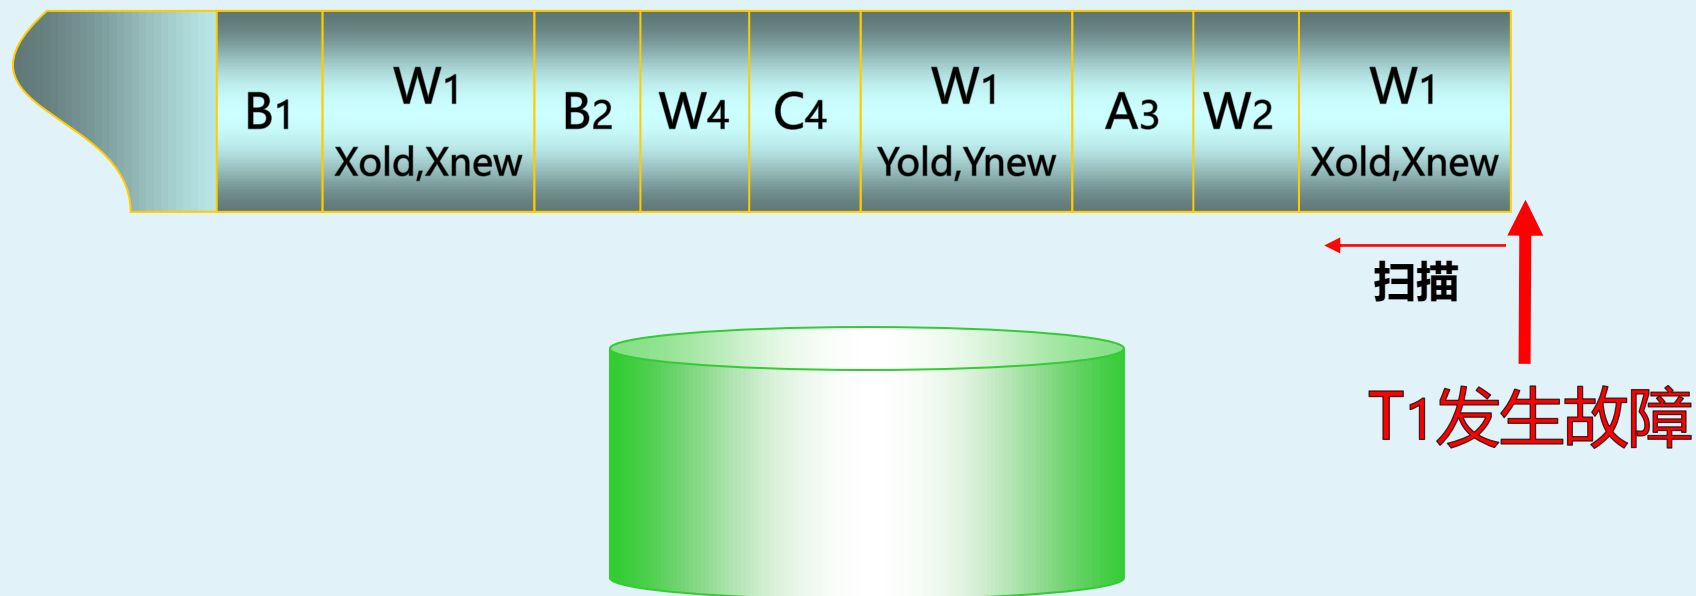 B1
W1
Xold,Xnew
B2
W4
C4
W1
Yold,Ynew
A3
W2
W1
Xold,Xnew
扫描
T1发生故障